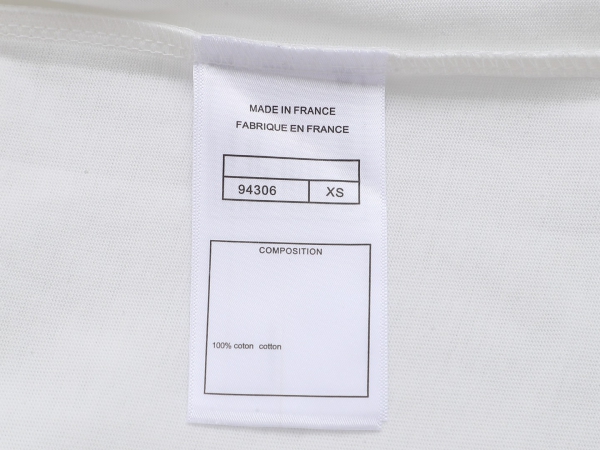 MADE IN FRANCE
FABRIQUE EN FRANCE
94306 XS
COMPOSITION
100% coton cotton